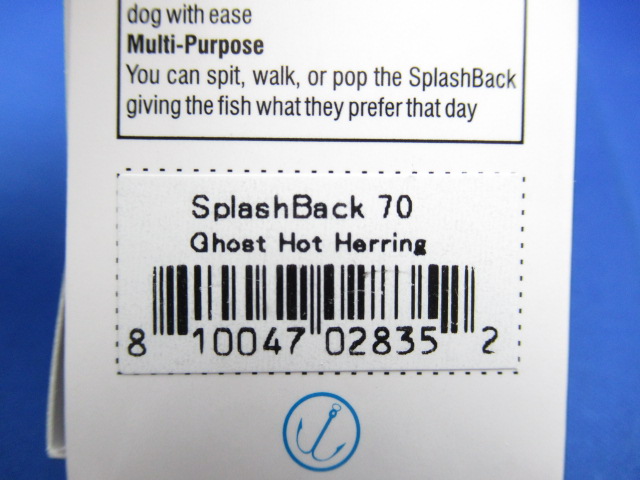 dog with ease
Multi-Purpose
You can spit, walk, or pop the SplashBack
giving the fish what they prefer that day
SplashBack 70
Ghost Hot Herring
8 10047 02835 2